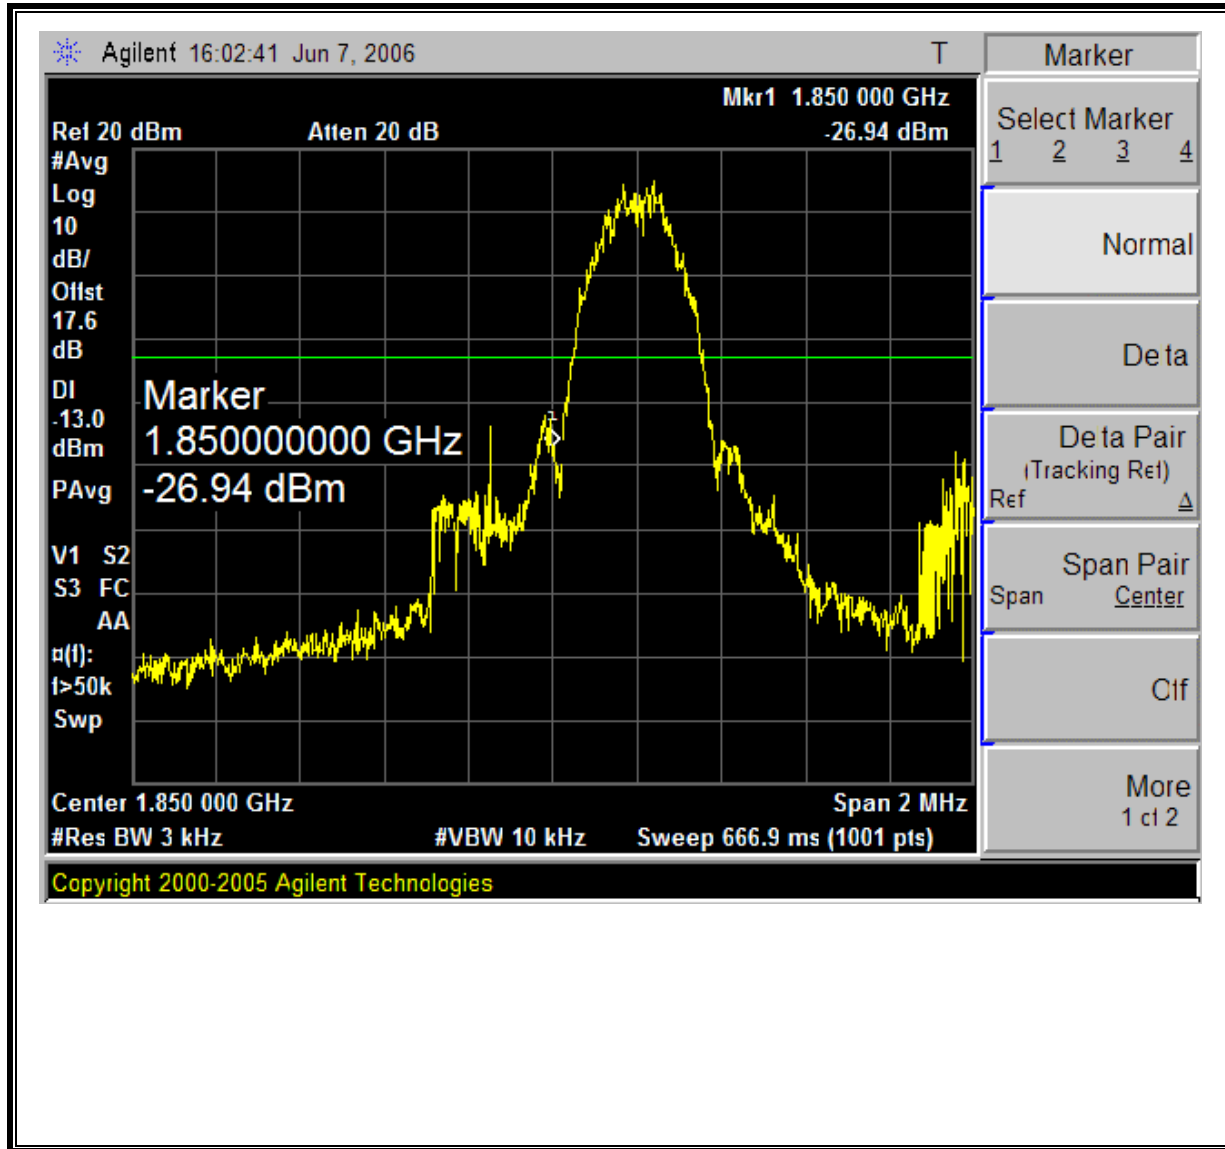 Agilent 16:02:41 Jun 7, 2006 T
Mkr1 1.850 000 GHz
Ref 20 dBm Atten 20 dB -26.94 dBm
#Avg
Log
10
dB/
Offst
17.6
dB
DI
-13.0
dBm
PAvg
V1 S2
S3 FC
AA
¤(f):
f>50k
Swp
1
Marker
1.850000000 GHz
-26.94 dBm
Center 1.850 000 GHz Span 2 MHz
#Res BW 3 kHz #VBW 10 kHz Sweep 666.9 ms (1001 pts)
Copyright 2000-2005 Agilent Technologies
Marker
Select Marker
1 2 3 4
Normal
Delta
Delta Pair
(Tracking Ref)
Ref Δ
Span Pair
Span Center
Off
More
1 of 2